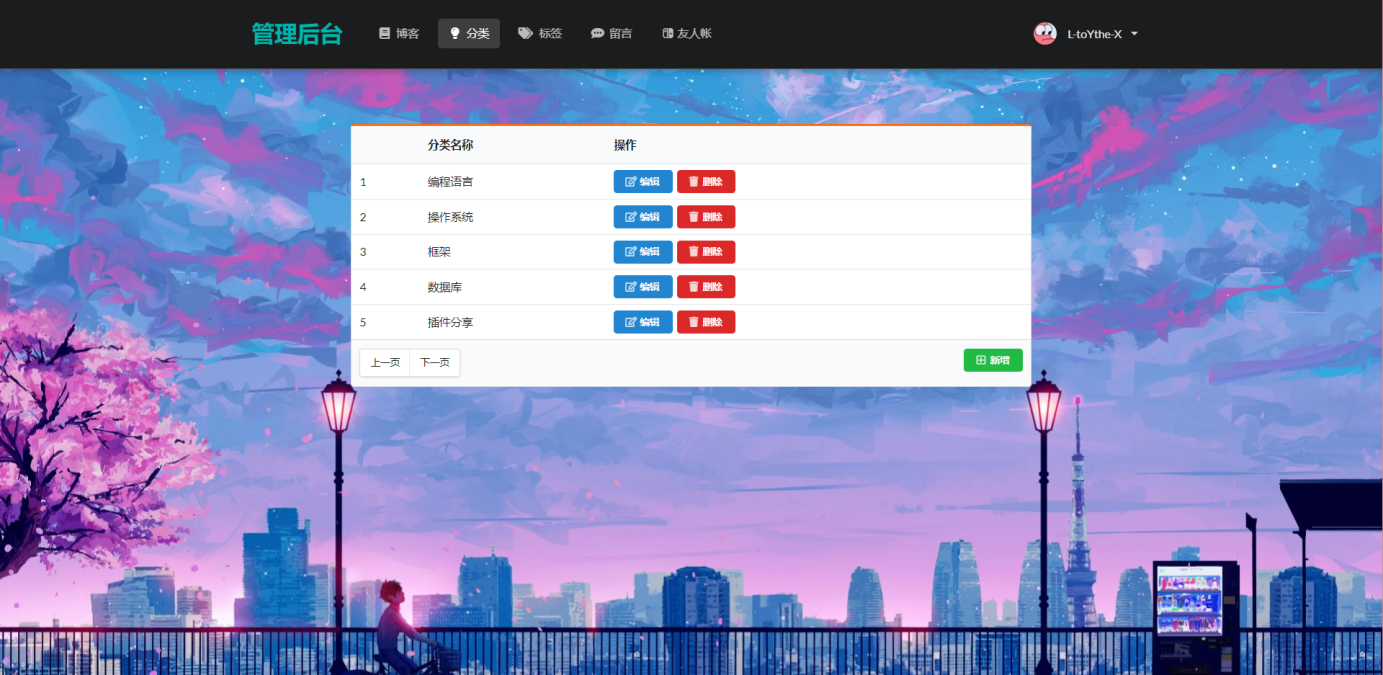 管理后台 博客 分类 标签 留言 友人帐 L-toYthe-X
分类名称 操作
1 编程语言 编辑 删除
2 操作系统 编辑 删除
3 框架 编辑 删除
4 数据库 编辑 删除
5 插件分享 编辑 删除
上一页 下一页 新增